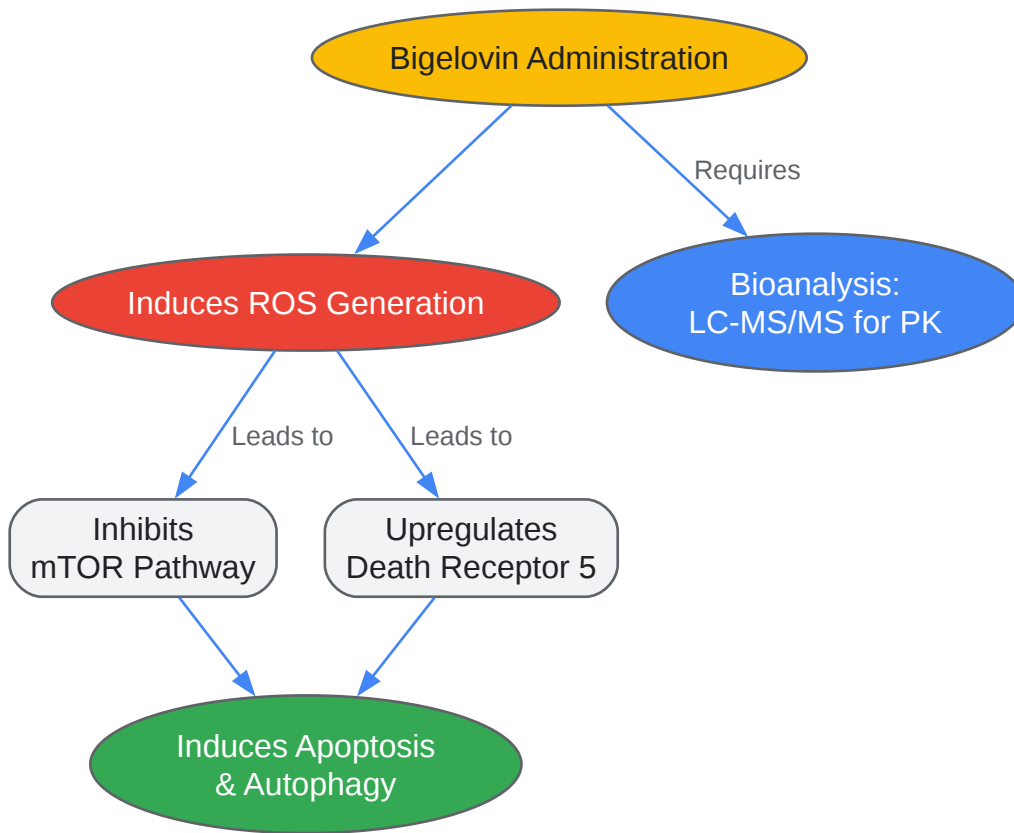 Bigelovin Administration
Requires
Induces ROS Generation
Bioanalysis:
LC-MS/MS for PK
Leads to
Leads to
Inhibits
mTOR Pathway
Upregulates
Death Receptor 5
Induces Apoptosis
& Autophagy